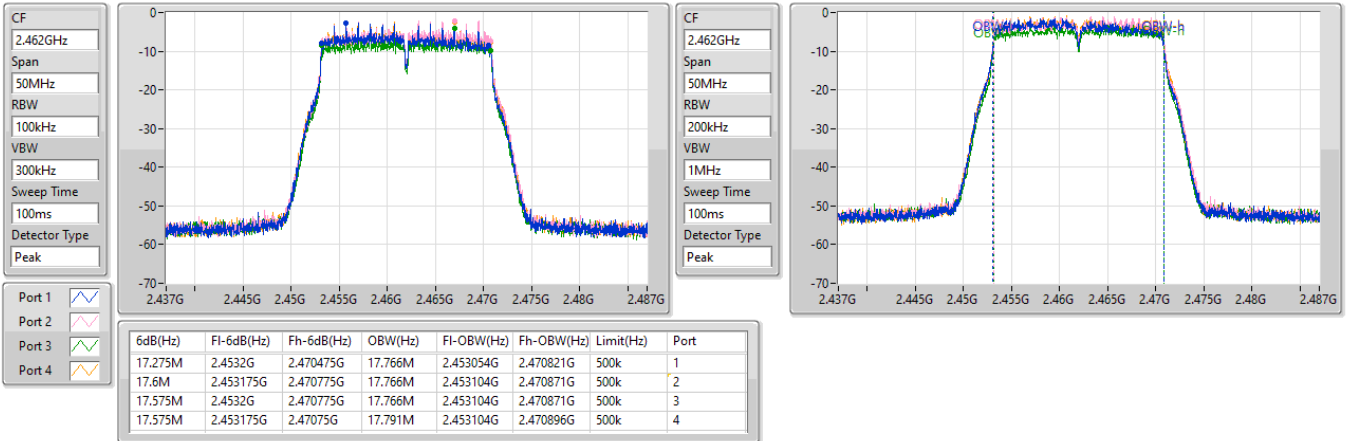 CF
2.462GHz
Span
50MHz
RBW
100kHz
VBW
300kHz
Sweep Time
100ms
Detector Type
Peak
0-
-10-
-20-
-30-
-40-
-50-
-60-
-70-
2.437G 2.445G 2.45G 2.455G 2.46G 2.465G 2.47G 2.475G 2.48G 2.487G
CF
2.462GHz
Span
50MHz
RBW
200kHz
VBW
1MHz
Sweep Time
100ms
Detector Type
Peak
0-
-10-
-20-
-30-
-40-
-50-
-60-
-70-
OBW-h
2.437G 2.445G 2.45G 2.455G 2.46G 2.465G 2.47G 2.475G 2.48G 2.487G
Port 1
Port 2
Port 3
Port 4
6dB(Hz) Fl-6dB(Hz) Fh-6dB(Hz) OBW(Hz) Fl-OBW(Hz) Fh-OBW(Hz) Limit(Hz) Port
17.275M 2.4532G 2.470475G 17.766M 2.453054G 2.470821G 500k 1
17.6M 2.453175G 2.470775G 17.766M 2.453104G 2.470871G 500k 2
17.575M 2.4532G 2.470775G 17.766M 2.453104G 2.470871G 500k 3
17.575M 2.453175G 2.47075G 17.791M 2.453104G 2.470896G 500k 4